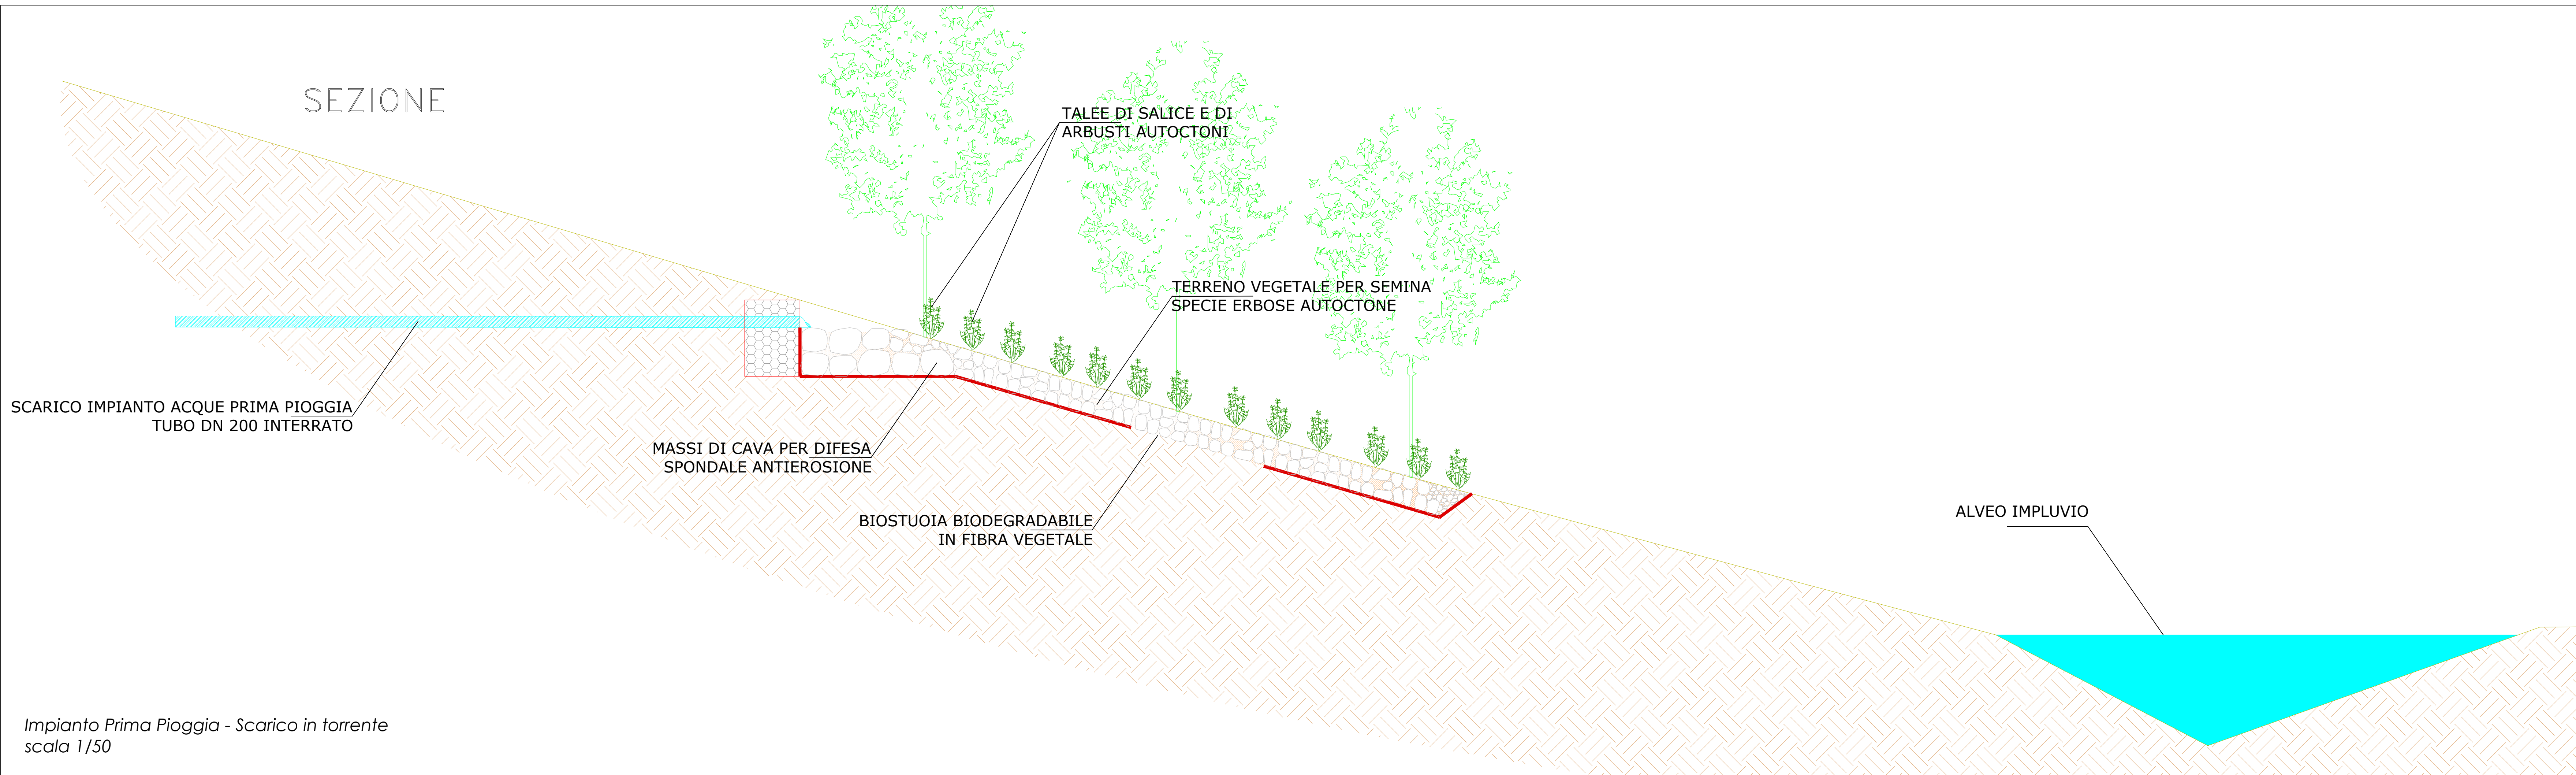 SEZIONE
TALEE DI SALICE E DI
ARBUSTI AUTOCTONI
TERRENO VEGETALE PER SEMINA
SPECIE ERBOSE AUTOCTONE
SCARICO IMPIANTO ACQUE PRIMA PIOGGIA
TUBO DN 200 INTERRATO
MASSI DI CAVA PER DIFESA
SPONDALE ANTIEROSIONE
BIOSTUOIA BIODEGRADABILE
IN FIBRA VEGETALE
ALVEO IMPLUVIO
Impianto Prima Pioggia - Scarico in torrente
scala 1/50